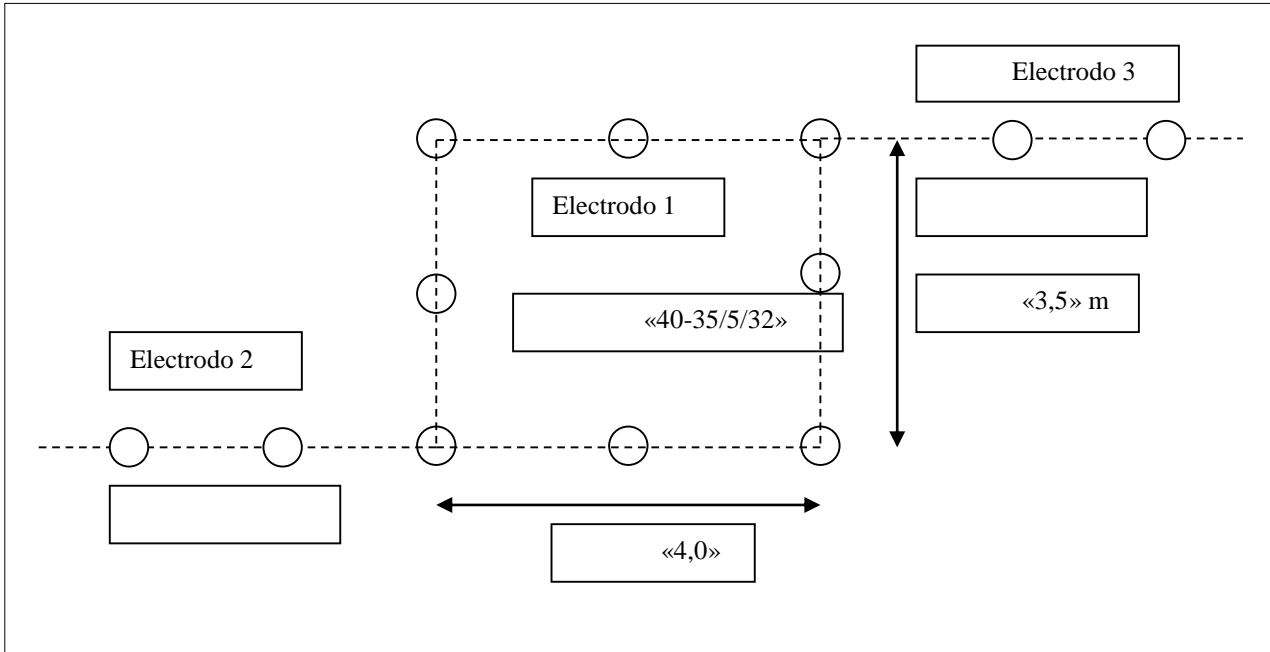 Electrodo 3
Electrodo 1
«40-35/5/32»
«3,5» m
Electrodo 2
«4,0»